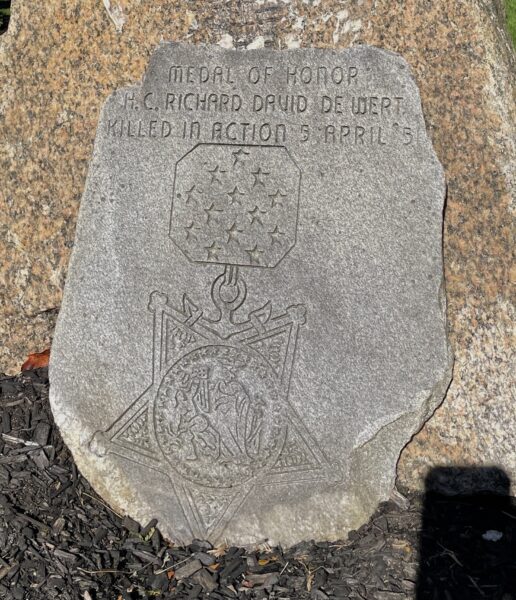 MEDAL OF HONOR
H.C. RICHARD DAVID DE WERT
KILLED IN ACTION 5 APRIL '5